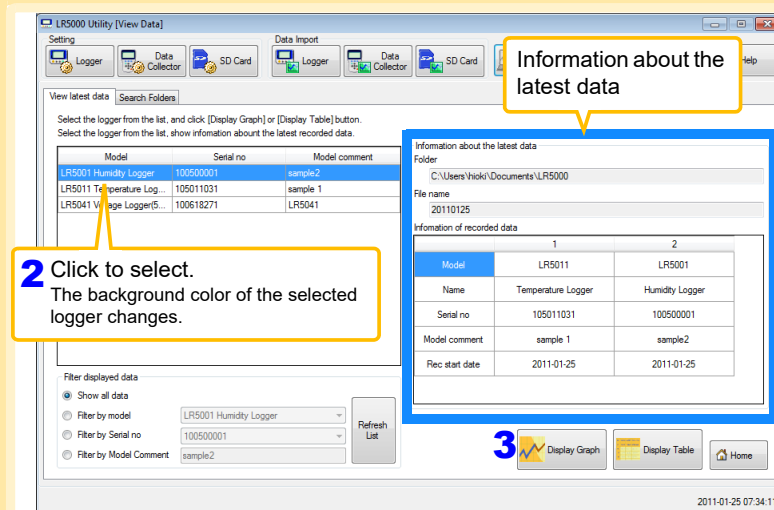 LR5000 Utility [View Data]
Setting
Data Import
Logger
Data Collector
SD Card
Logger
Data Collector
SD Card
Help
Information about the
latest data
View latest data
Search Folders
Select the logger from the list, and click [Display Graph] or [Display Table] button.
Select the logger from the list, show infomation abount the latest recorded data.
Model Serial no Model comment
LR5001 Humidity Logger 100500001 sample2
LR5011 Temperature Log... 105011031 sample 1
LR5041 Voltage Logger(5... 100618271 LR5041
2 Click to select.
The background color of the selected
logger changes.
Infomation about the latest data
Folder
C:\Users\hioki\Documents\LR5000
File name
20110125
Infomation of recorded data
1 2
Model LR5011 LR5001
Name Temperature Logger Humidity Logger
Serial no 105011031 100500001
Model comment sample 1 sample2
Rec start date 2011-01-25 2011-01-25
Filter displayed data
Show all data
Filter by model LR5001 Humidity Logger
Filter by Serial no 100500001
Filter by Model Comment sample2
Refresh
List
3 Display Graph
Display Table
Home
2011-01-25 07:34:11